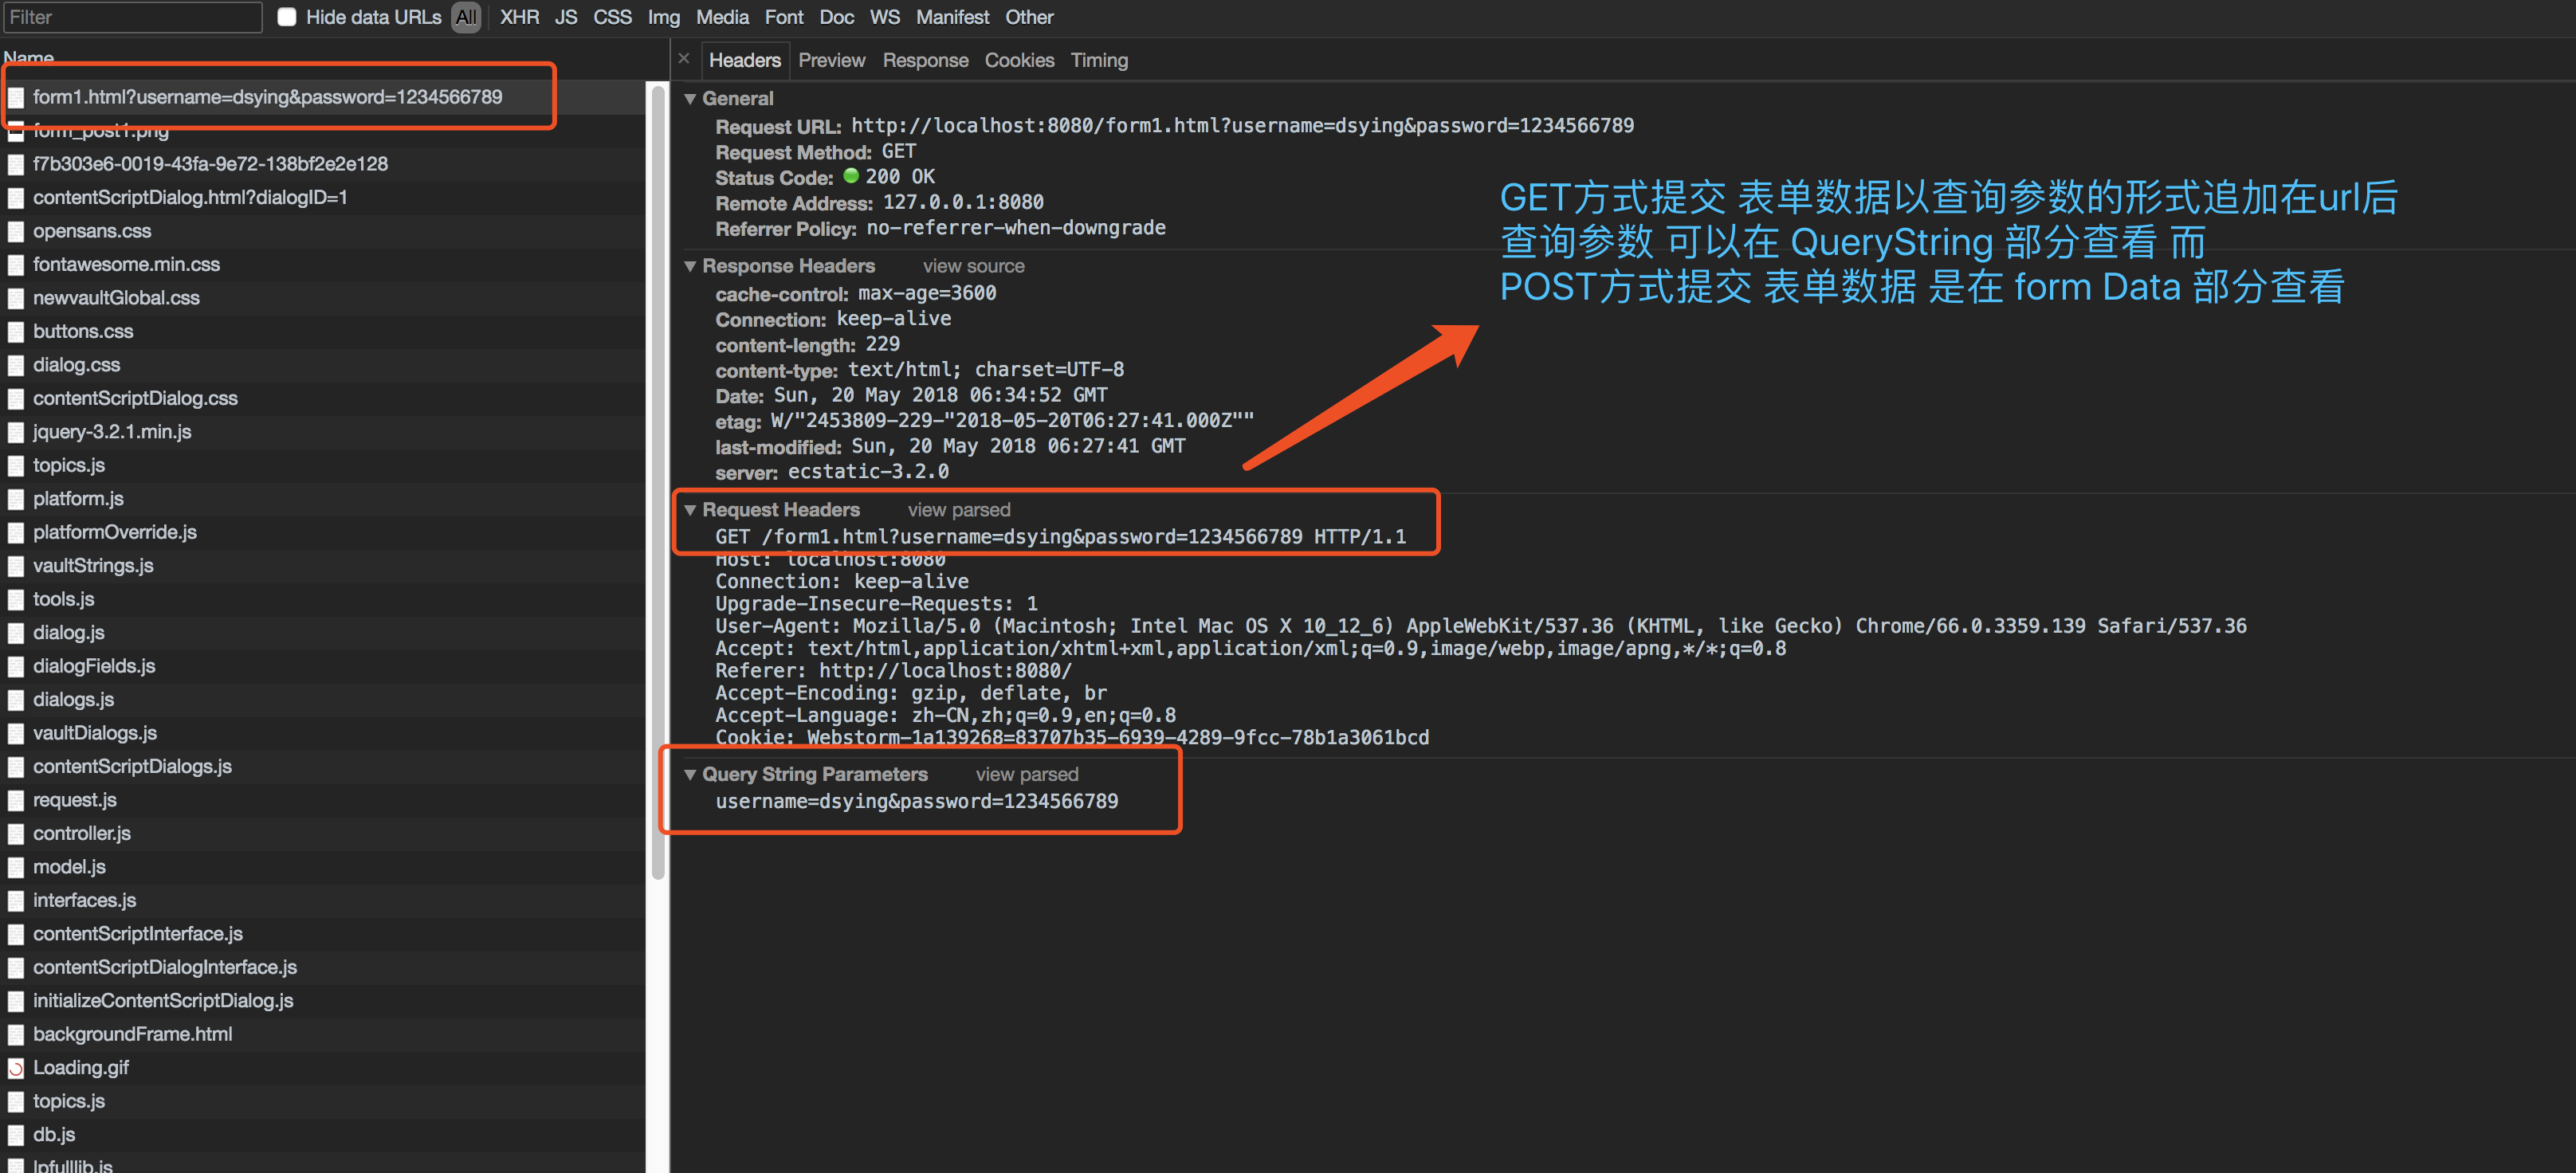 Filter
Hide data URLs All XHR JS CSS Img Media Font Doc WS Manifest Other
Name
form1.html?username=dsying&password=1234566789
form_post1.png
f7b303e6-0019-43fa-9e72-138bf2e2e128
contentScriptDialog.html?dialogID=1
opensans.css
fontawesome.min.css
newvaultGlobal.css
buttons.css
dialog.css
contentScriptDialog.css
jquery-3.2.1.min.js
topics.js
platform.js
platformOverride.js
vaultStrings.js
tools.js
dialog.js
dialogFields.js
dialogs.js
vaultDialogs.js
contentScriptDialogs.js
request.js
controller.js
model.js
interfaces.js
contentScriptInterface.js
contentScriptDialogInterface.js
initializeContentScriptDialog.js
backgroundFrame.html
Loading.gif
topics.js
db.js
lpfulllib.js
Headers Preview Response Cookies Timing
General
Request URL: http://localhost:8080/form1.html?username=dsying&password=1234566789
Request Method: GET
Status Code: 200 OK
Remote Address: 127.0.0.1:8080
Referrer Policy: no-referrer-when-downgrade
Response Headers view source
cache-control: max-age=3600
Connection: keep-alive
content-length: 229
content-type: text/html; charset=UTF-8
Date: Sun, 20 May 2018 06:34:52 GMT
etag: W/"2453809-229-"2018-05-20T06:27:41.000Z""
last-modified: Sun, 20 May 2018 06:27:41 GMT
server: ecstatic-3.2.0
Request Headers view parsed
GET /form1.html?username=dsying&password=1234566789 HTTP/1.1
Host: localhost:8080
Connection: keep-alive
Upgrade-Insecure-Requests: 1
User-Agent: Mozilla/5.0 (Macintosh; Intel Mac OS X 10_12_6) AppleWebKit/537.36 (KHTML, like Gecko) Chrome/66.0.3359.139 Safari/537.36
Accept: text/html,application/xhtml+xml,application/xml;q=0.9,image/webp,image/apng,*/*;q=0.8
Referer: http://localhost:8080/
Accept-Encoding: gzip, deflate, br
Accept-Language: zh-CN,zh;q=0.9,en;q=0.8
Cookie: Webstorm-1a139268=83707b35-6939-4289-9fcc-78b1a3061bcd
Query String Parameters view parsed
username=dsying&password=1234566789
GET方式提交 表单数据以查询参数的形式追加在url后
查询参数 可以在 QueryString 部分查看 而
POST方式提交 表单数据 是在 form Data 部分查看